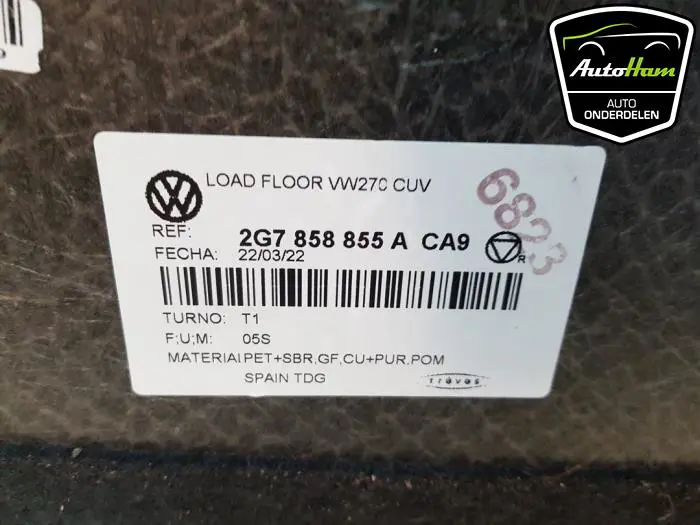 AutoHam
AUTO
ONDERDELEN
LOAD FLOOR VW270 CUV
REF: 2G7 858 855 A CA9
R
FECHA: 22/03/22
6823
TURNO: T1
F;U;M: 05S
MATERIAL PET+SBR,GF,CU+PUR.POM
SPAIN TDG
treves